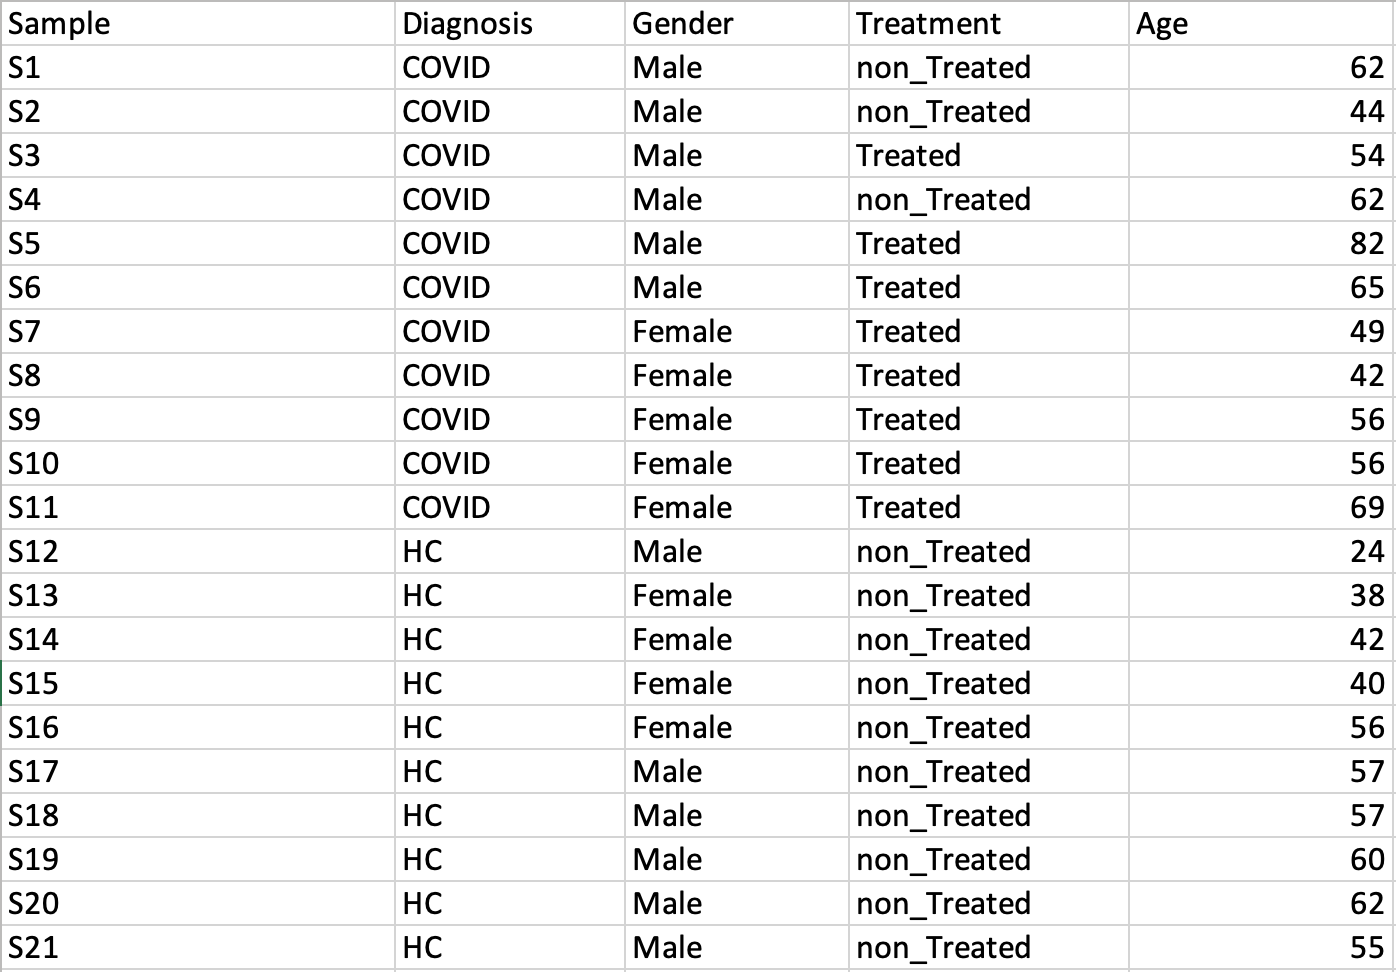 Sample Diagnosis Gender Treatment Age
S1 COVID Male non_Treated 62
S2 COVID Male non_Treated 44
S3 COVID Male Treated 54
S4 COVID Male non_Treated 62
S5 COVID Male Treated 82
S6 COVID Male Treated 65
S7 COVID Female Treated 49
S8 COVID Female Treated 42
S9 COVID Female Treated 56
S10 COVID Female Treated 56
S11 COVID Female Treated 69
S12 HC Male non_Treated 24
S13 HC Female non_Treated 38
S14 HC Female non_Treated 42
S15 HC Female non_Treated 40
S16 HC Female non_Treated 56
S17 HC Male non_Treated 57
S18 HC Male non_Treated 57
S19 HC Male non_Treated 60
S20 HC Male non_Treated 62
S21 HC Male non_Treated 55